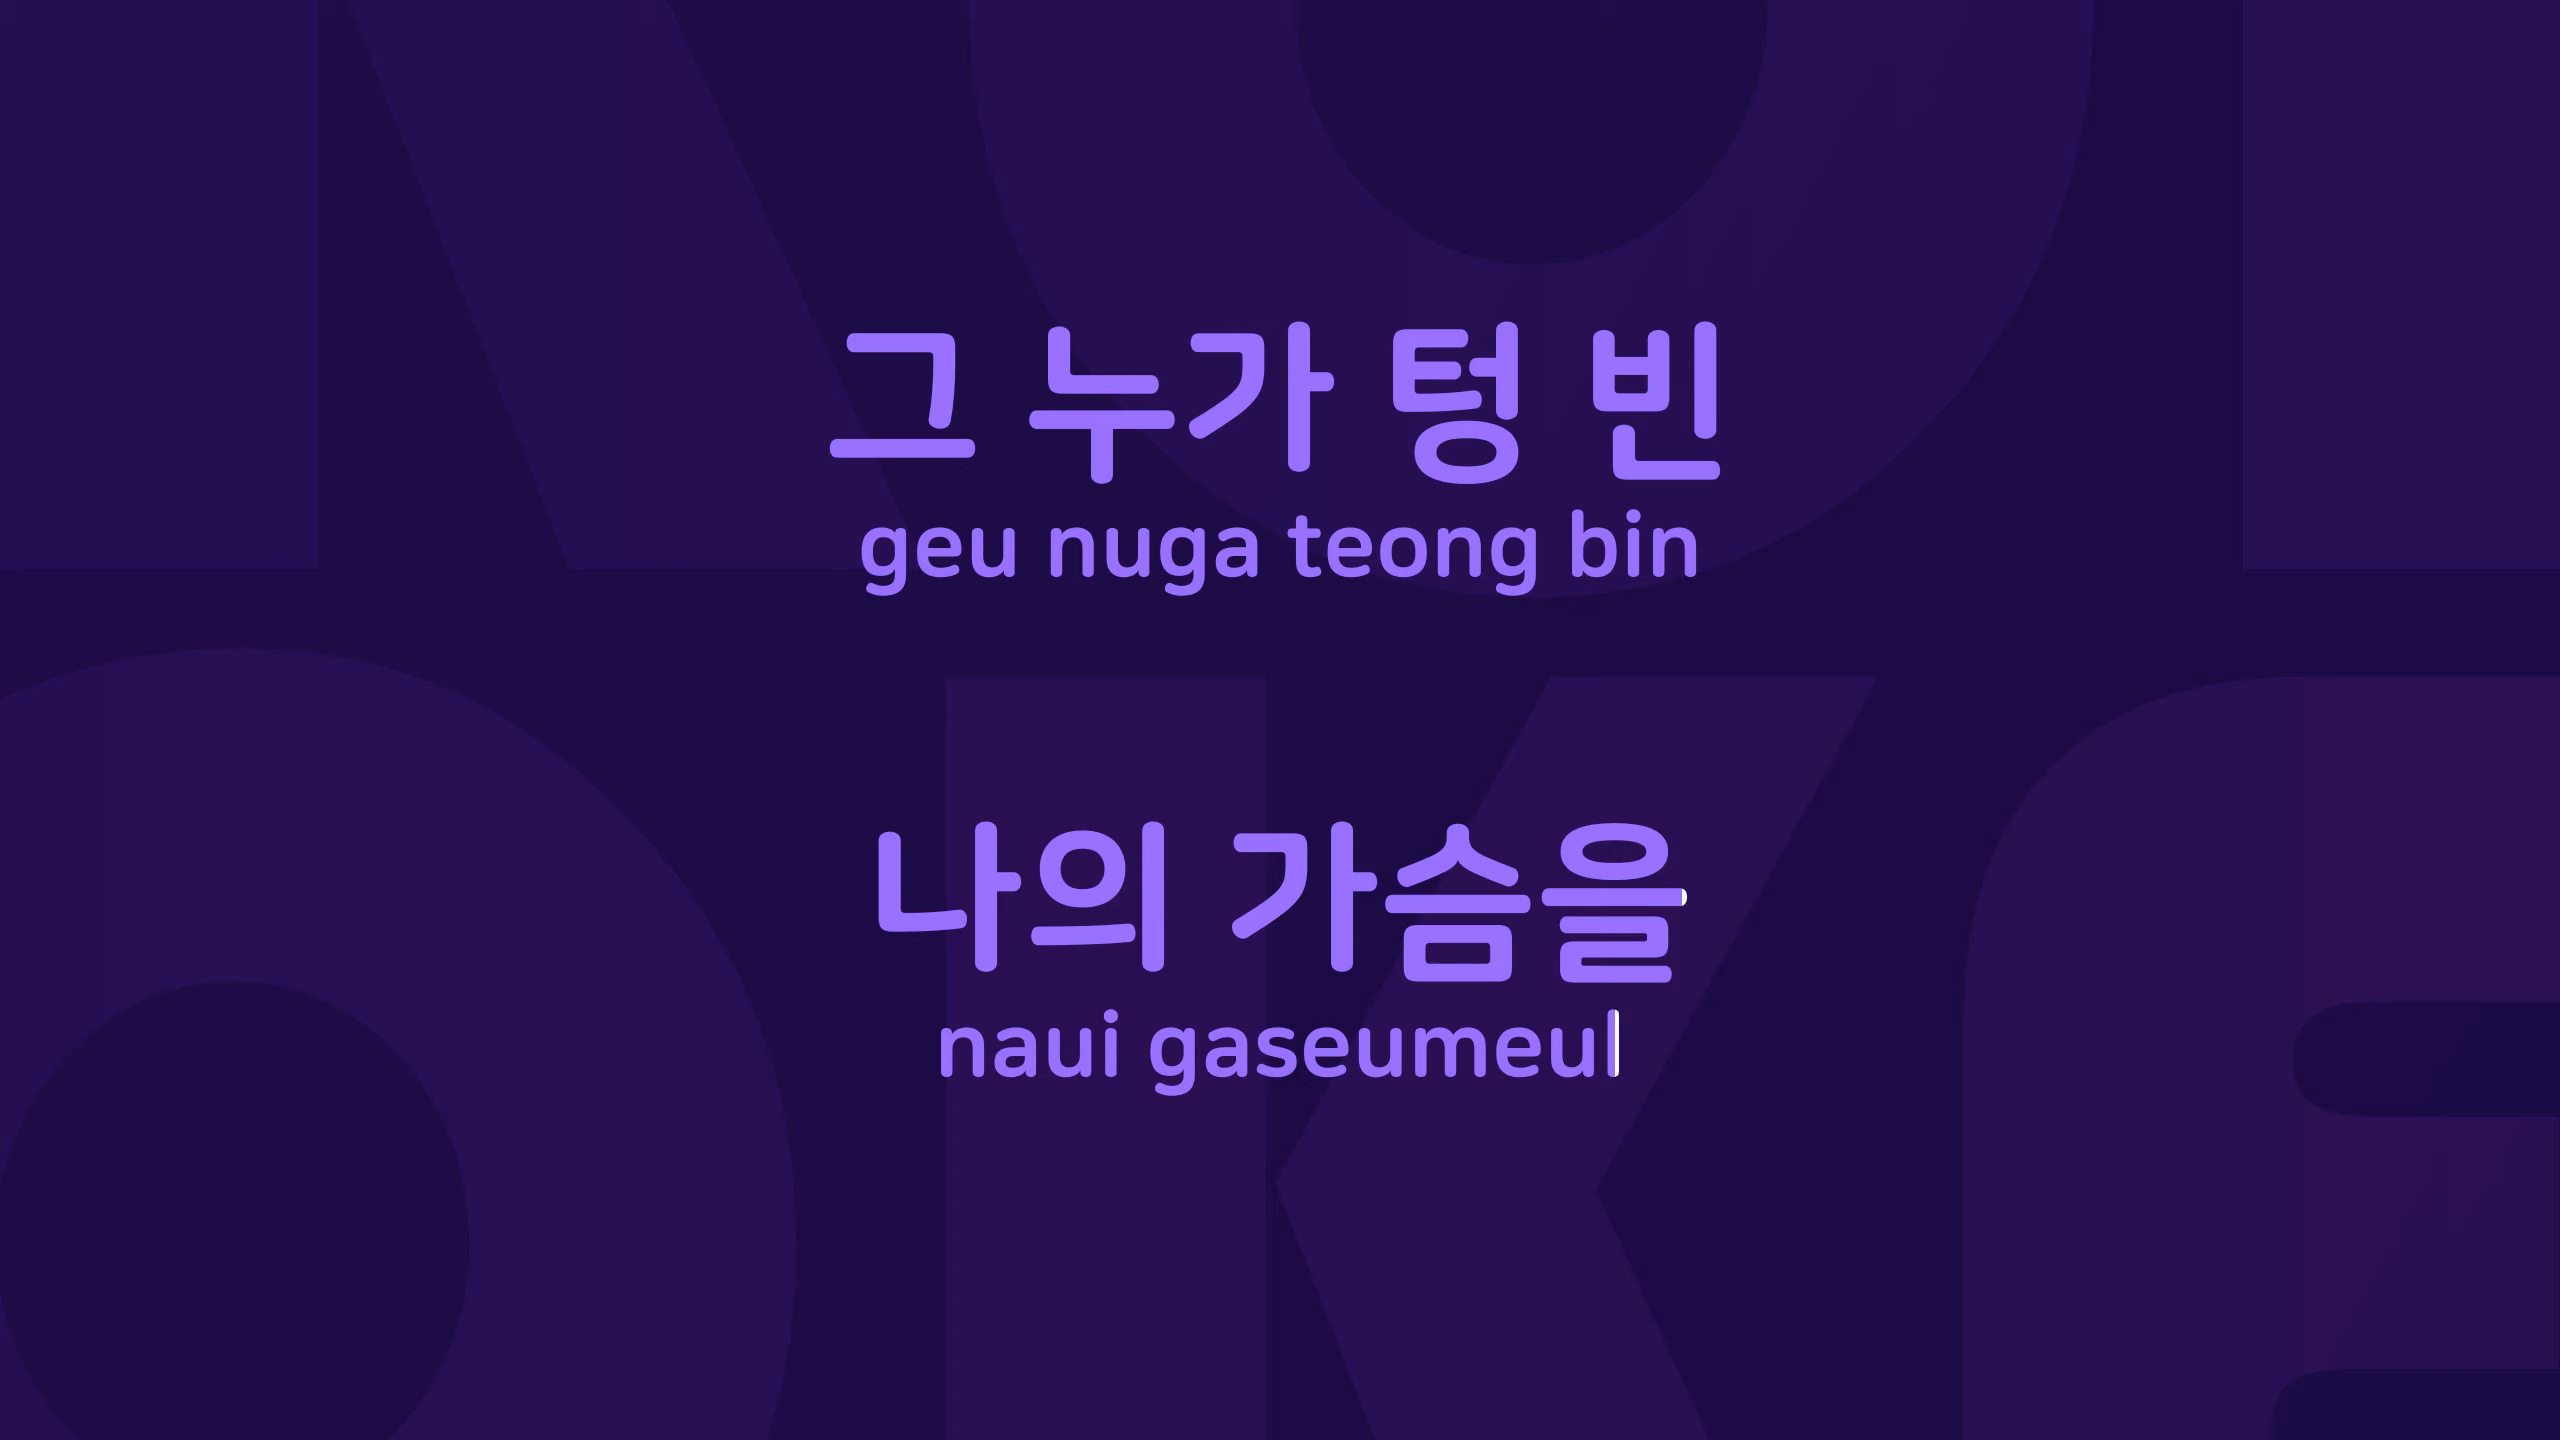 그 누가 텅 빈
geu nuga teong bin
나의 가슴을
naui gaseumeul